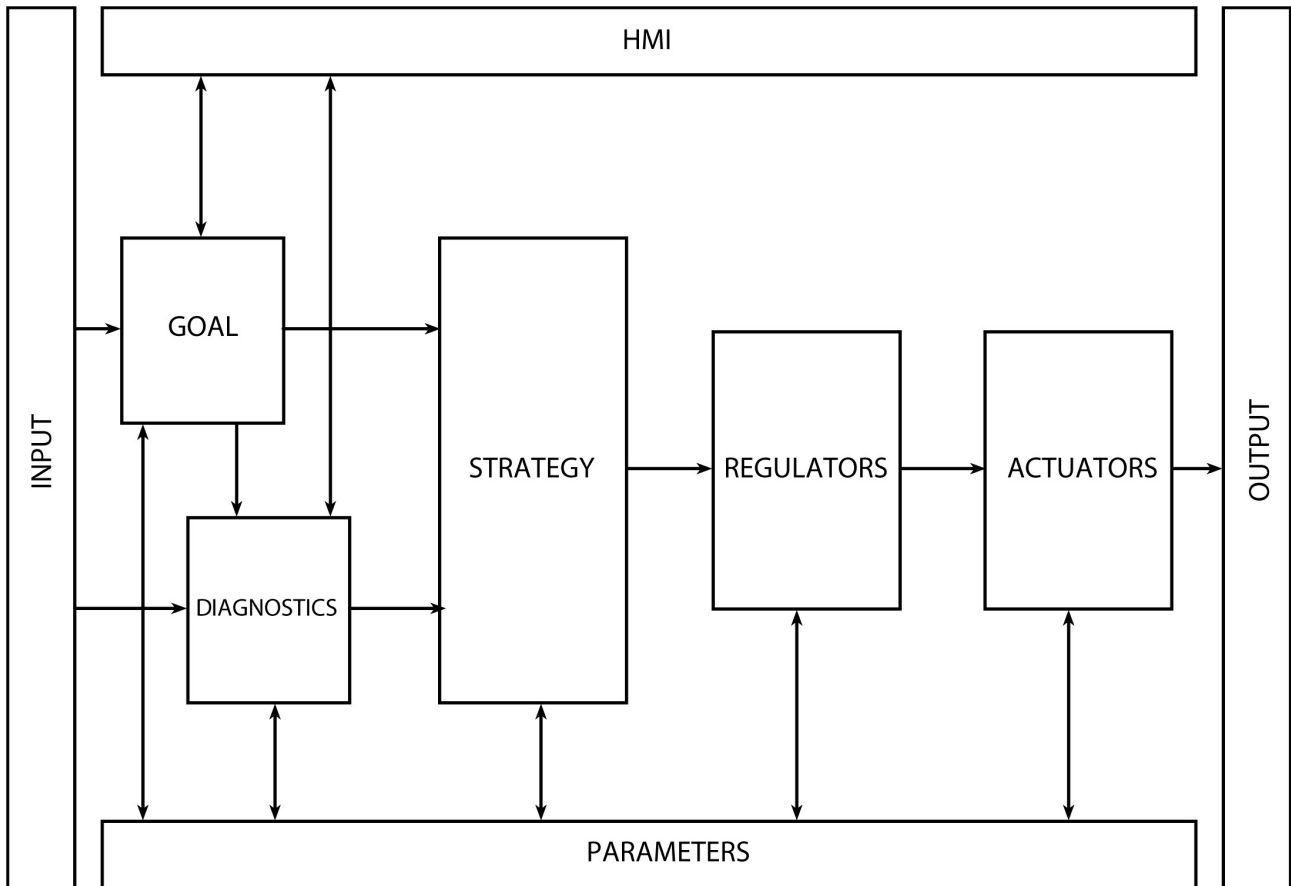 HMI
GOAL
INPUT
STRATEGY
REGULATORS
ACTUATORS
OUTPUT
DIAGNOSTICS
PARAMETERS